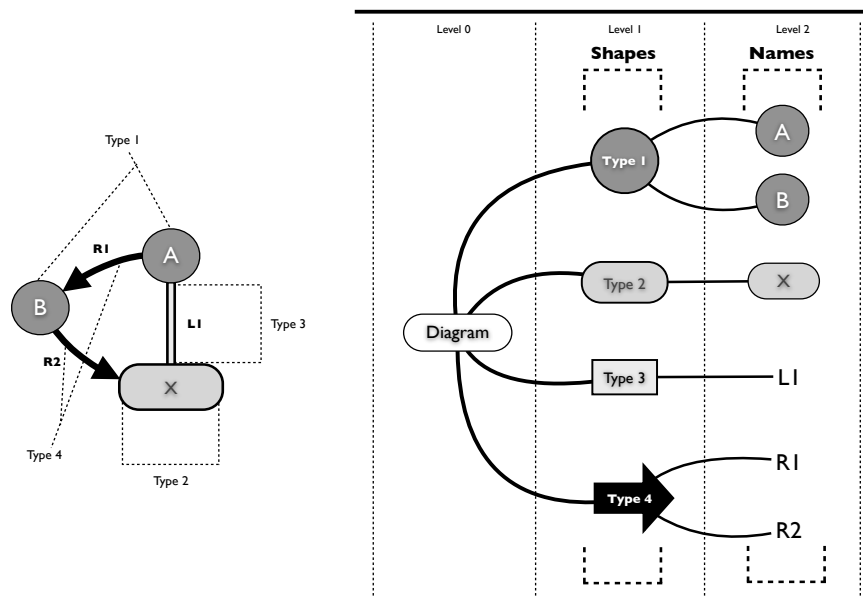 Type 1
R1
A
B
L1
Type 3
R2
X
Type 4
Type 2
Level 0
Level 1
Level 2
Shapes
Names
Type 1
A
B
Type 2
X
Diagram
Type 3
L1
R1
Type 4
R2